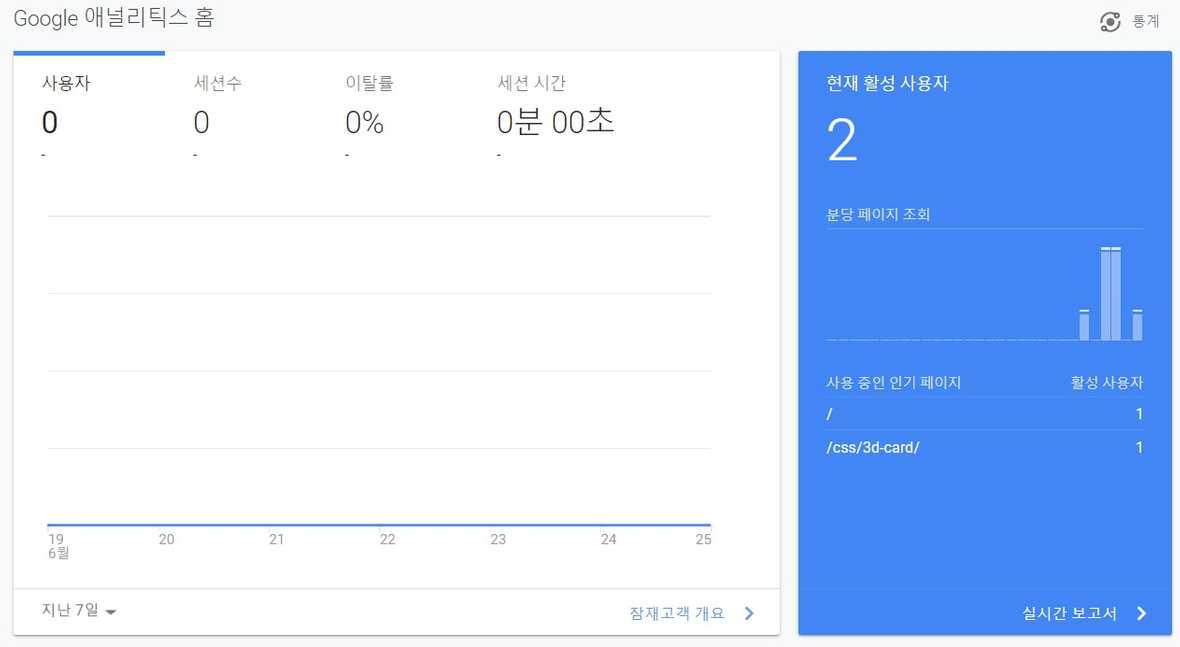 Google 애널리틱스 홈
통계
사용자
세션수
이탈률
세션 시간
0
0
0%
0분 00초
-
-
-
-
19
20
21
22
23
24
25
6월
지난 7일
잠재고객 개요
현재 활성 사용자
2
분당 페이지 조회
사용 중인 인기 페이지
활성 사용자
/
1
/css/3d-card/
1
실시간 보고서